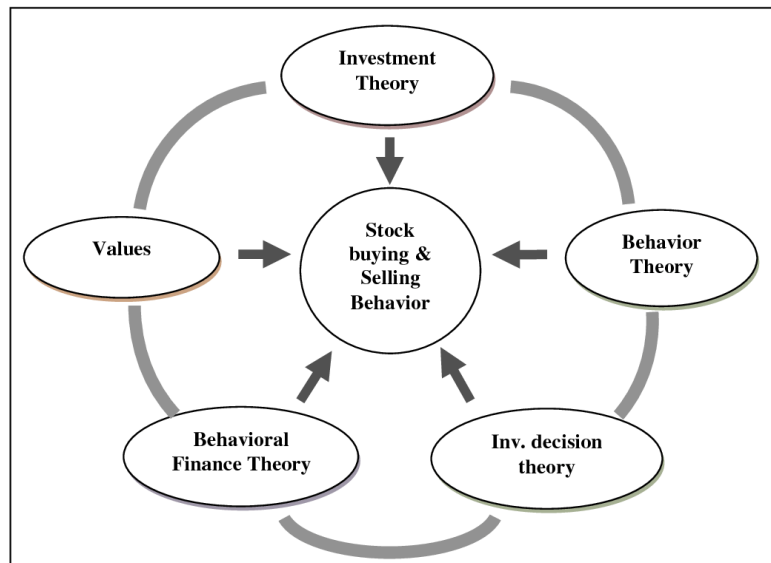 Investment
Theory
Values
Stock
buying &
Selling
Behavior
Behavior
Theory
Behavioral
Finance Theory
Inv. decision
theory